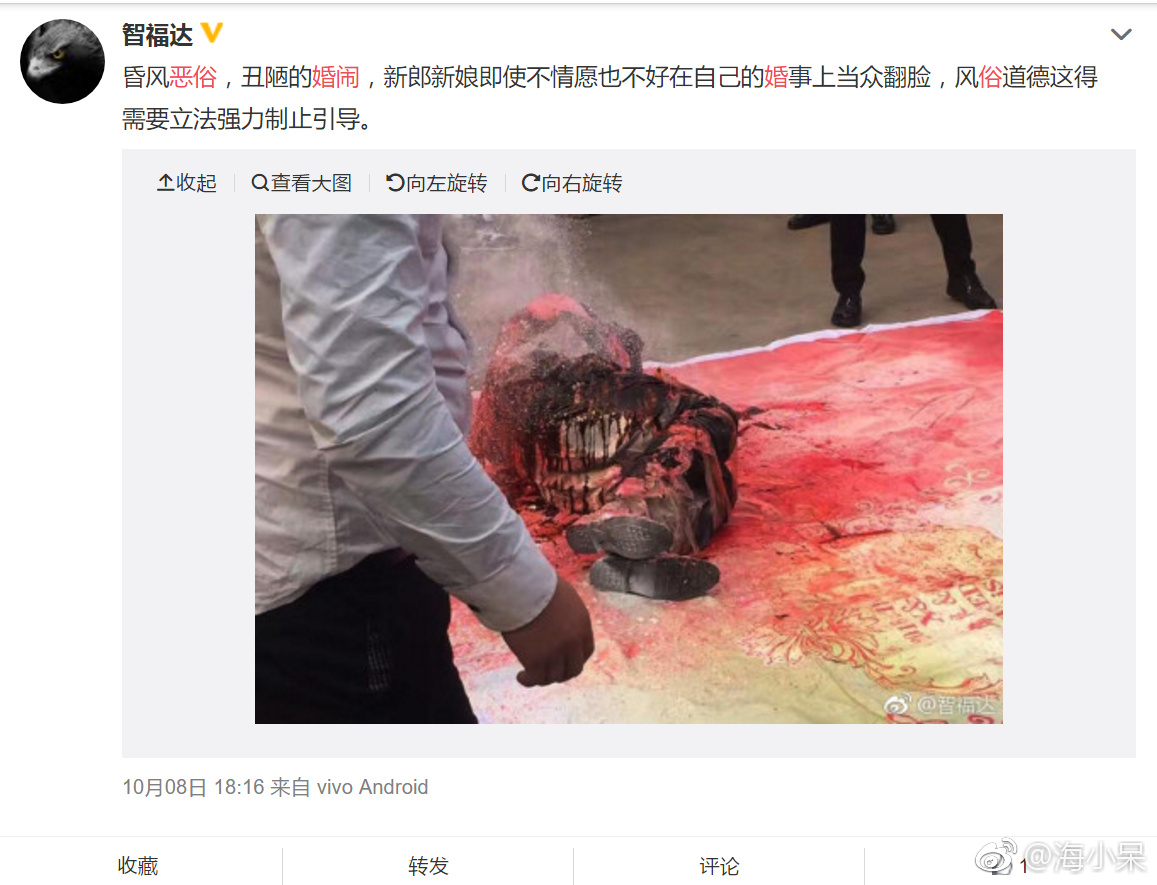 智福达
昏风恶俗，丑陋的婚闹，新郎新娘即使不情愿也不好在自己的婚事上当众翻脸，风俗道德这得
需要立法强力制止引导。
收起 查看大图 向左旋转 向右旋转
@智福达
10月08日 18:16 来自 vivo Android
收藏 转发 评论 1
@海小呆